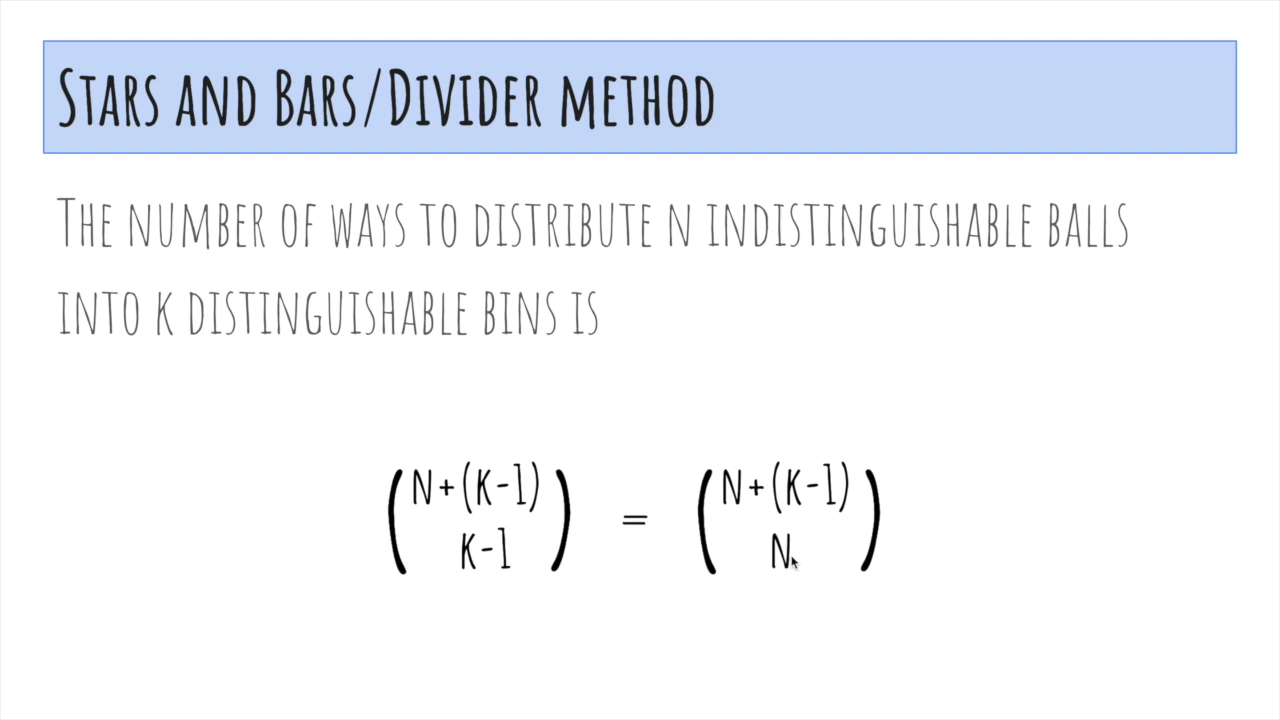 Stars and Bars/Divider method
The number of ways to distribute n indistinguishable balls
into k distinguishable bins is
(N+(K-1)) = (N+(K-1))
K-1 N